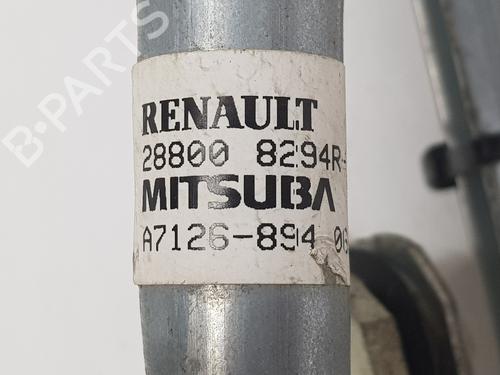 B-PARTS
RENAULT
28800 8294R-
MITSUBA
A7126-894